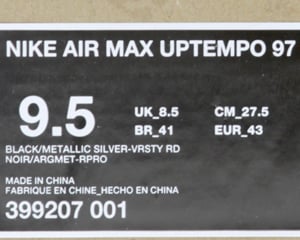 NIKE AIR MAX UPTEMPO 97
9.5
UK_8.5 CM_27.5
BR_41 EUR_43
BLACK/METALLIC SILVER-VRSTY RD
NOIR/ARGMET-RPRO
MADE IN CHINA
FABRIQUE EN CHINE_HECHO EN CHINA
399207 001